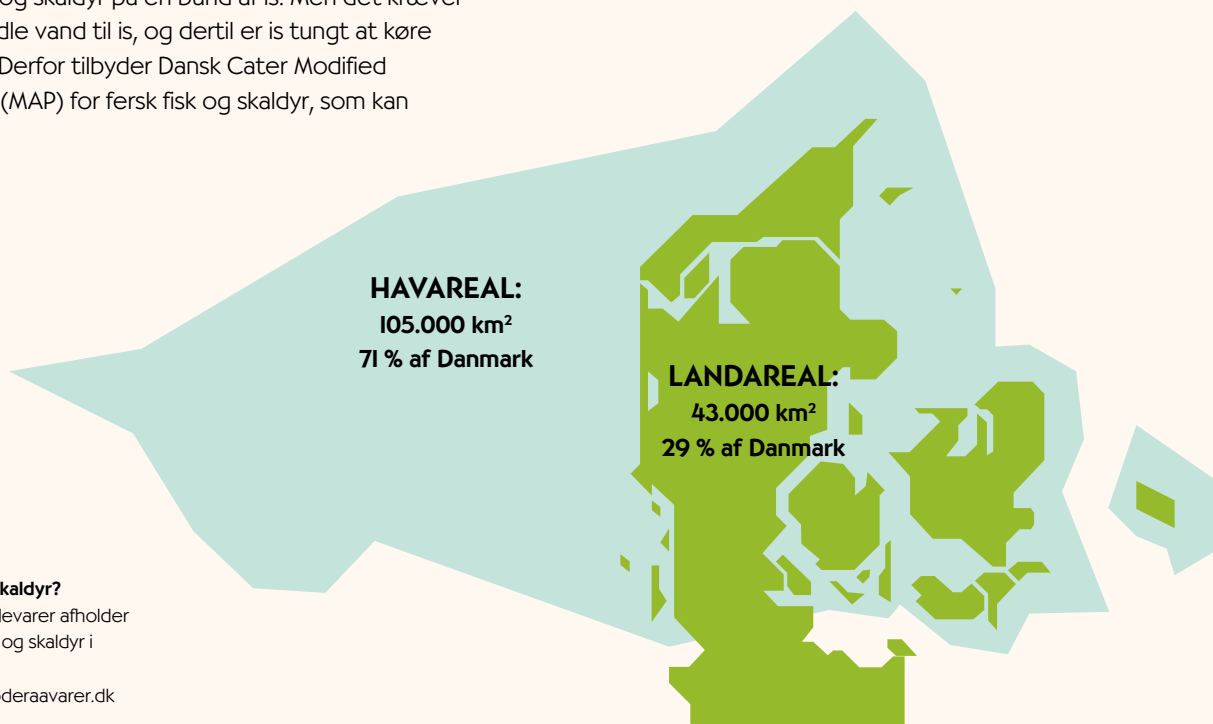 og skaldyr på en bund af is. Men det kræver
dle vand til is, og dertil er is tungt at køre
Derfor tilbyder Dansk Cater Modified
(MAP) for fersk fisk og skaldyr, som kan
HAVAREAL:
105.000 km²
71 % af Danmark
LANDAREAL:
43.000 km²
29 % af Danmark
kaldyr?
levarer afholder
og skaldyr i
deraavarer.dk